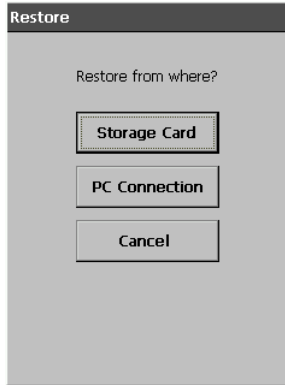 Restore
Restore from where?
Storage Card
PC Connection
Cancel